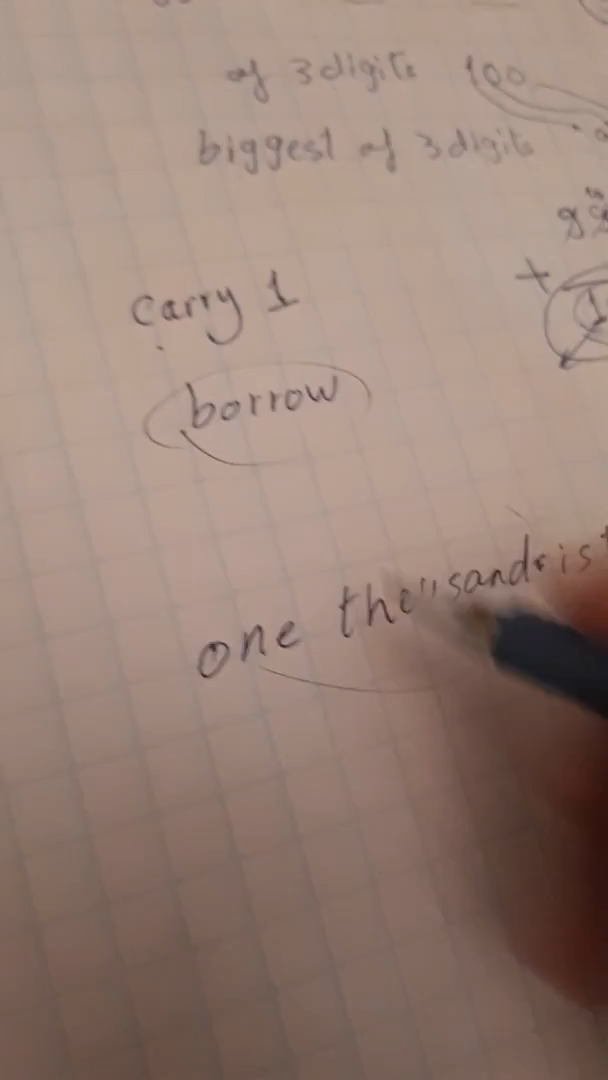 of 3 digits 100
biggest of 3 digits
+
carry 1
borrow
one thousand is